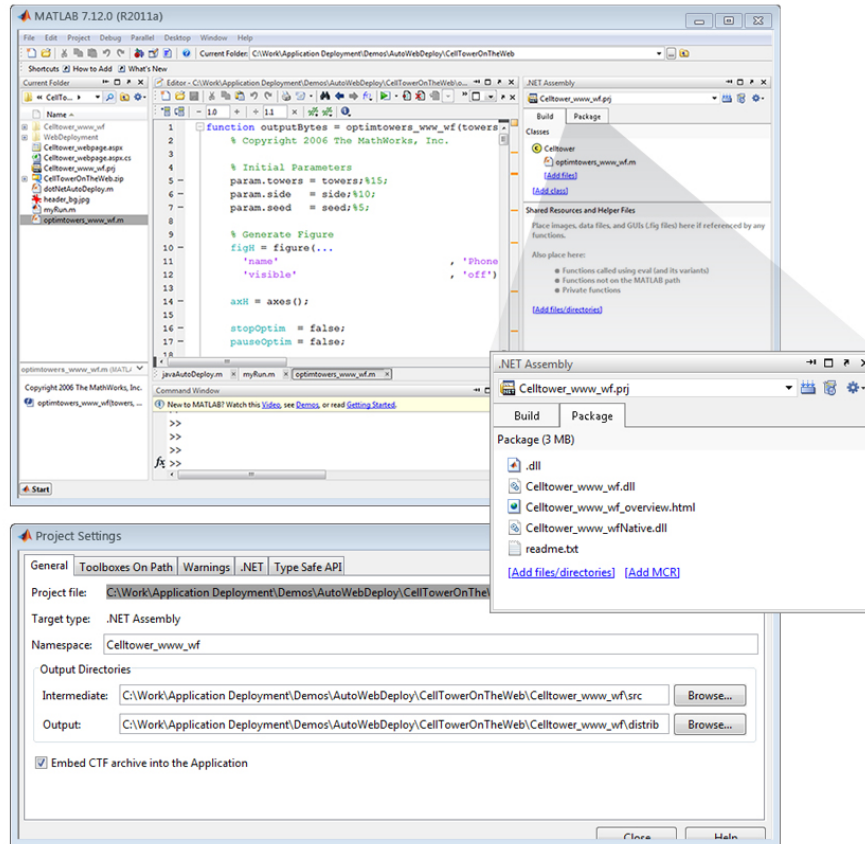 MATLAB 7.12.0 (R2011a)
File Edit Project Debug Parallel Desktop Window Help
Current Folder: C:\Work\Application Deployment\Demos\AutoWebDeploy\CellTowerOnTheWeb
Shortcuts How to Add What's New
Current Folder
« CellTo...
Name
Celltower_www_wf
WebDeployment
Celltower_webpage.aspx
Celltower_webpage.aspx.cs
Celltower_www_wf.prj
CellTowerOnTheWeb.zip
dotNetAutoDeploy.m
header_bg.jpg
myRun.m
optimtowers_www_wf.m
optimtowers_www_wf.m (MATL
Copyright 2006 The MathWorks, Inc.
optimtowers_www_wf(towers, ...
Start
Editor - C:\Work\Application Deployment\Demos\AutoWebDeploy\CellTowerOnTheWeb\o...
1.0 1.1
1 function outputBytes = optimtowers_www_wf(towers
2 % Copyright 2006 The MathWorks, Inc.
3
4 % Initial Parameters
5 param.towers = towers;%15;
6 param.side = side;%10;
7 param.seed = seed;%5;
8
9 % Generate Figure
10 figH = figure(...
11 'name' , 'Phone
12 'visible' , 'off')
13
14 axH = axes();
15
16 stopOptim = false;
17 pauseOptim = false;
18
javaAutoDeploy.m myRun.m optimtowers_www_wf.m
Command Window
New to MATLAB? Watch this Video, see Demos, or read Getting Started.
>>
>>
>>
fx >>
.NET Assembly
Celltower_www_wf.prj
Build Package
Classes
Celltower
optimtowers_www_wf.m
[Add files]
[Add class]
Shared Resources and Helper Files
Place images, data files, and GUIs (.fig files) here if referenced by any
functions.
Also place here:
Functions called using eval (and its variants)
Functions not on the MATLAB path
Private functions
[Add files/directories]
.NET Assembly
Celltower_www_wf.prj
Build Package
Package (3 MB)
.dll
Celltower_www_wf.dll
Celltower_www_wf_overview.html
Celltower_www_wfNative.dll
readme.txt
[Add files/directories] [Add MCR]
Project Settings
General Toolboxes On Path Warnings .NET Type Safe API
Project file: C:\Work\Application Deployment\Demos\AutoWebDeploy\CellTowerOnTheW
Target type: .NET Assembly
Namespace: Celltower_www_wf
Output Directories
Intermediate: C:\Work\Application Deployment\Demos\AutoWebDeploy\CellTowerOnTheWeb\Celltower_www_wf\src Browse...
Output: C:\Work\Application Deployment\Demos\AutoWebDeploy\CellTowerOnTheWeb\Celltower_www_wf\distrib Browse...
Embed CTF archive into the Application
Close Help